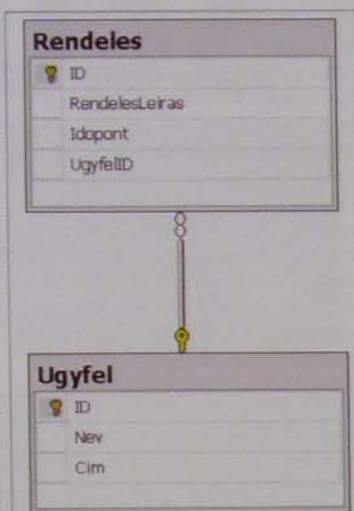 Rendeles
ID
RendelesLeiras
Idopont
UgyfelID
Ugyfel
ID
Nev
Cim